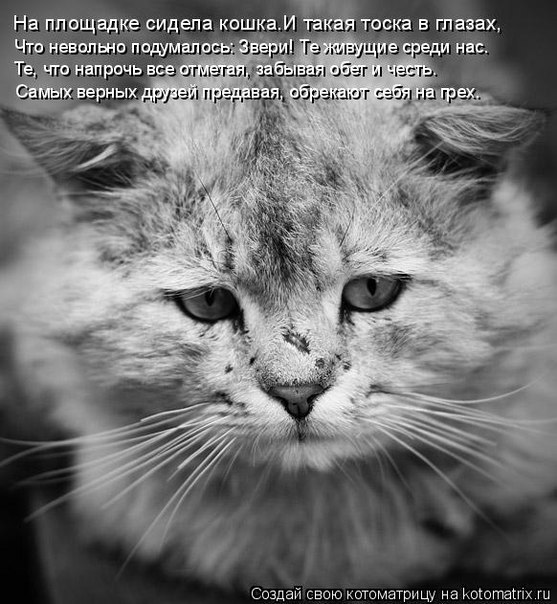 На площадке сидела кошка.И такая тоска в глазах,
Что невольно подумалось: Звери! Те живущие среди нас.
Те, что напрочь все отметая, забывая обет и честь.
Самых верных друзей предавая, обрекают себя на грех.
Создай свою котоматрицу на kotomatrix.ru